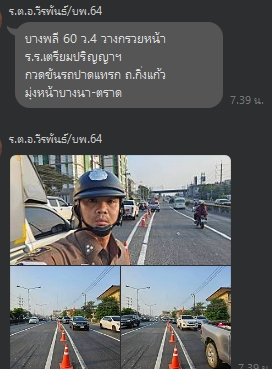 ร.ต.อ.วิรพันธ์/บพ.64
บางพลี 60 ว.4 วางกรวยหน้า
ร.ร.เตรียมปริญญาฯ
กวดขันรถปาดแทรก ถ.กิ่งแก้ว
มุ่งหน้าบางนา-ตราด
7.39 น.
ร.ต.อ.วิรพันธ์/บพ.64
7.39 น.